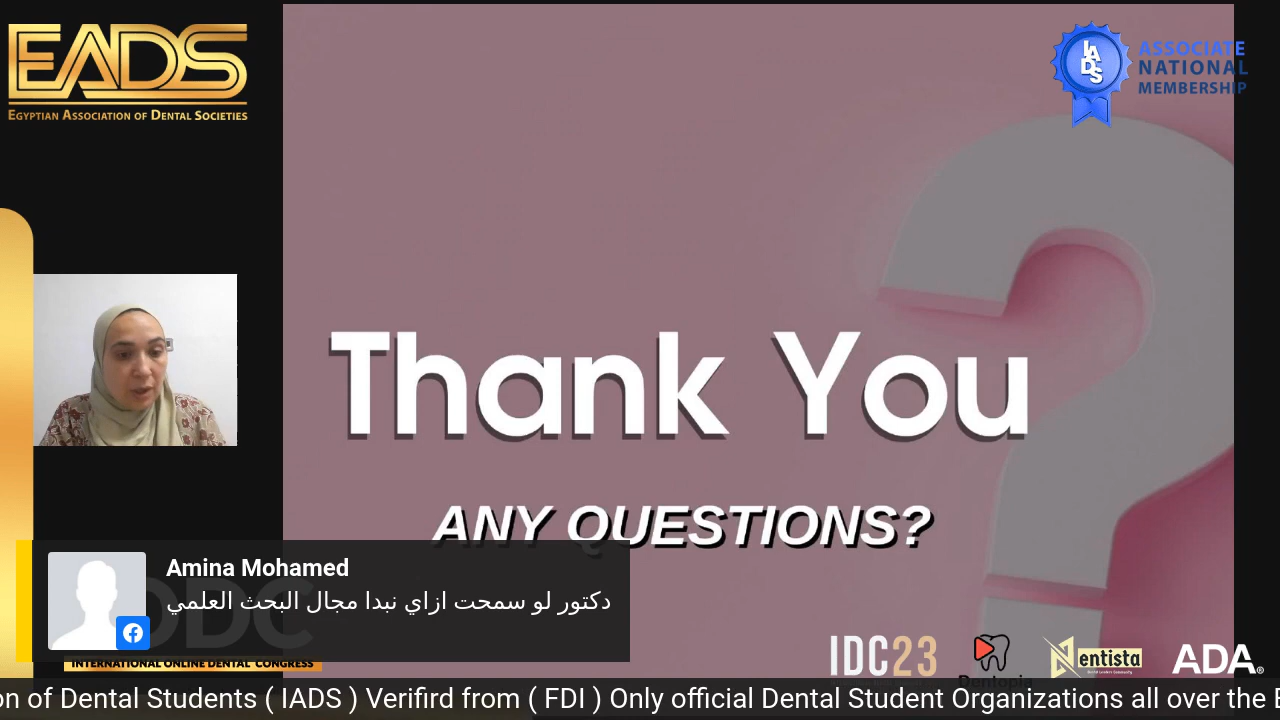 EADS
EGYPTIAN ASSOCIATION OF DENTAL SOCIETIES
IADS
ASSOCIATE
NATIONAL
MEMBERSHIP
Thank You
ANY QUESTIONS?
Amina Mohamed
دكتور لو سمحت ازاي نبدا مجال البحث العلمي
INTERNATIONAL ONLINE DENTAL CONGRESS
IDC23
Dentopia
Dentista
ADA
on of Dental Students ( IADS ) Verifird from ( FDI ) Only official Dental Student Organizations all over the